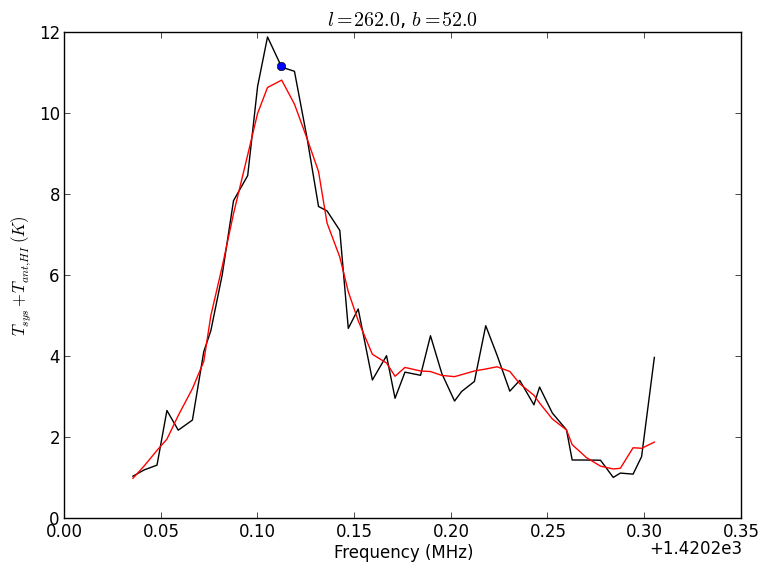 l = 262.0, b = 52.0
12
10
8
6
4
2
0
T_sys + T_ant,HI (K)
0.00 0.05 0.10 0.15 0.20 0.25 0.30 0.35
Frequency (MHz)
+1.4202e3